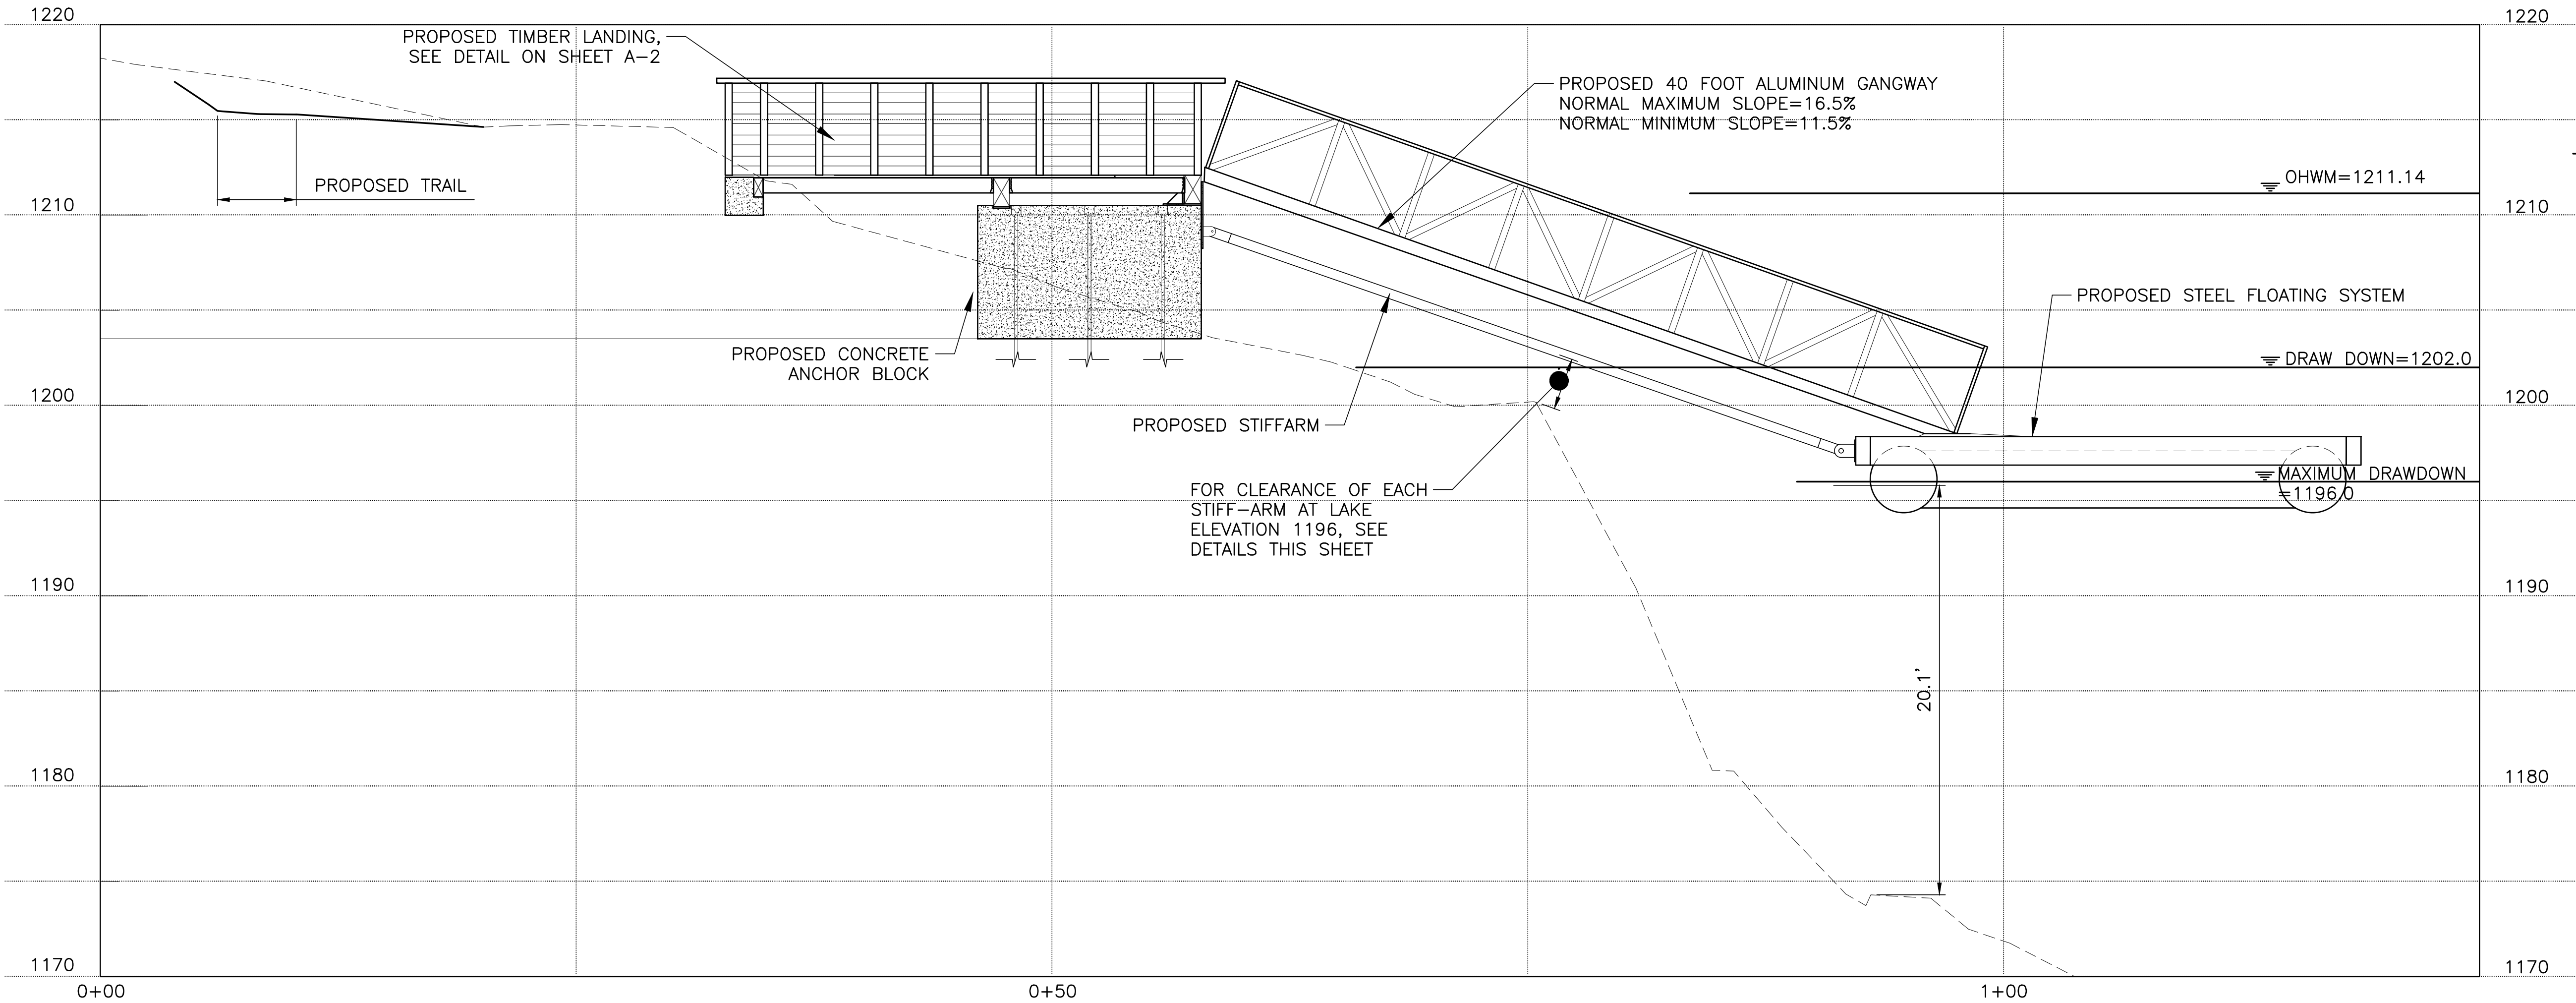 1220
1220
PROPOSED TIMBER LANDING,
SEE DETAIL ON SHEET A-2
PROPOSED 40 FOOT ALUMINUM GANGWAY
NORMAL MAXIMUM SLOPE=16.5%
NORMAL MINIMUM SLOPE=11.5%
PROPOSED TRAIL
OHWM=1211.14
1210
1210
PROPOSED STEEL FLOATING SYSTEM
PROPOSED CONCRETE
ANCHOR BLOCK
DRAW DOWN=1202.0
1200
1200
PROPOSED STIFFARM
MAXIMUM DRAWDOWN
=1196.0
FOR CLEARANCE OF EACH
STIFF-ARM AT LAKE
ELEVATION 1196, SEE
DETAILS THIS SHEET
1190
1190
20.1'
1180
1180
1170
1170
0+00
0+50
1+00